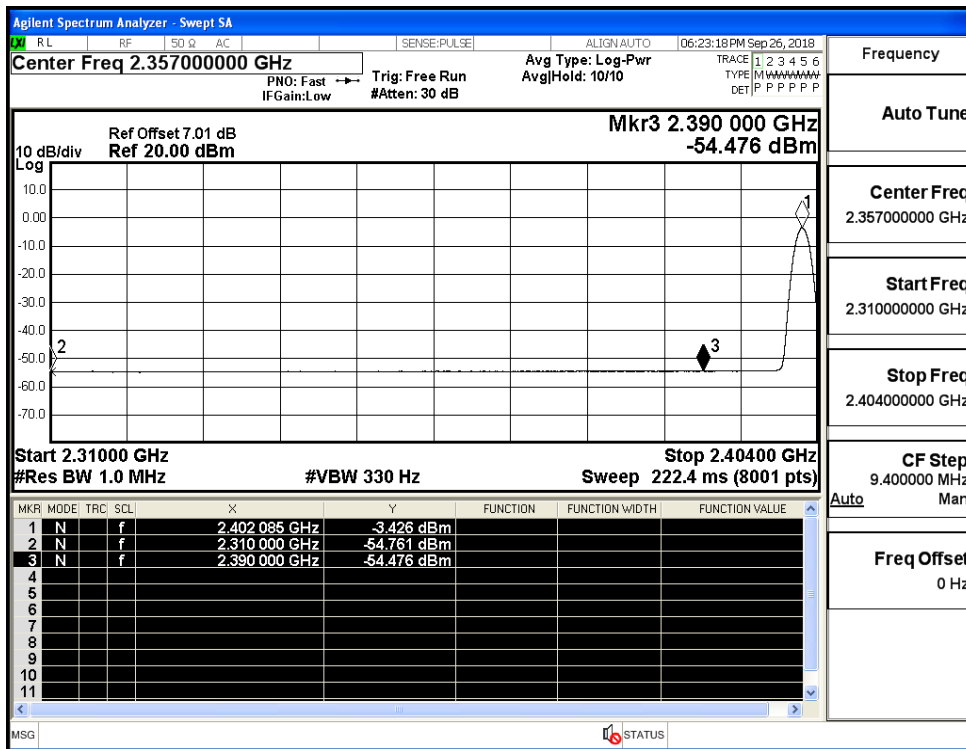 Agilent Spectrum Analyzer - Swept SA
LXI RL RF 50 Ω AC SENSE:PULSE ALIGN AUTO 06:23:18 PM Sep 26, 2018
Center Freq 2.357000000 GHz
PNO: Fast
IFGain:Low
Trig: Free Run
#Atten: 30 dB
Avg Type: Log-Pwr
Avg|Hold: 10/10
TRACE 1 2 3 4 5 6
TYPE M WWWWW
DET P P P P P P
Ref Offset 7.01 dB
10 dB/div Ref 20.00 dBm
Log
Mkr3 2.390 000 GHz
-54.476 dBm
10.0
0.00
-10.0
-20.0
-30.0
-40.0
-50.0
-60.0
-70.0
1
2
3
Start 2.31000 GHz Stop 2.40400 GHz
#Res BW 1.0 MHz #VBW 330 Hz Sweep 222.4 ms (8001 pts)
MKR MODE TRC SCL X Y FUNCTION FUNCTION WIDTH FUNCTION VALUE
1 N f 2.402 085 GHz -3.426 dBm
2 N f 2.310 000 GHz -54.761 dBm
3 N f 2.390 000 GHz -54.476 dBm
4
5
6
7
8
9
10
11
MSG STATUS
Frequency
Auto Tune
Center Freq
2.357000000 GHz
Start Freq
2.310000000 GHz
Stop Freq
2.404000000 GHz
CF Step
9.400000 MHz
Auto Man
Freq Offset
0 Hz